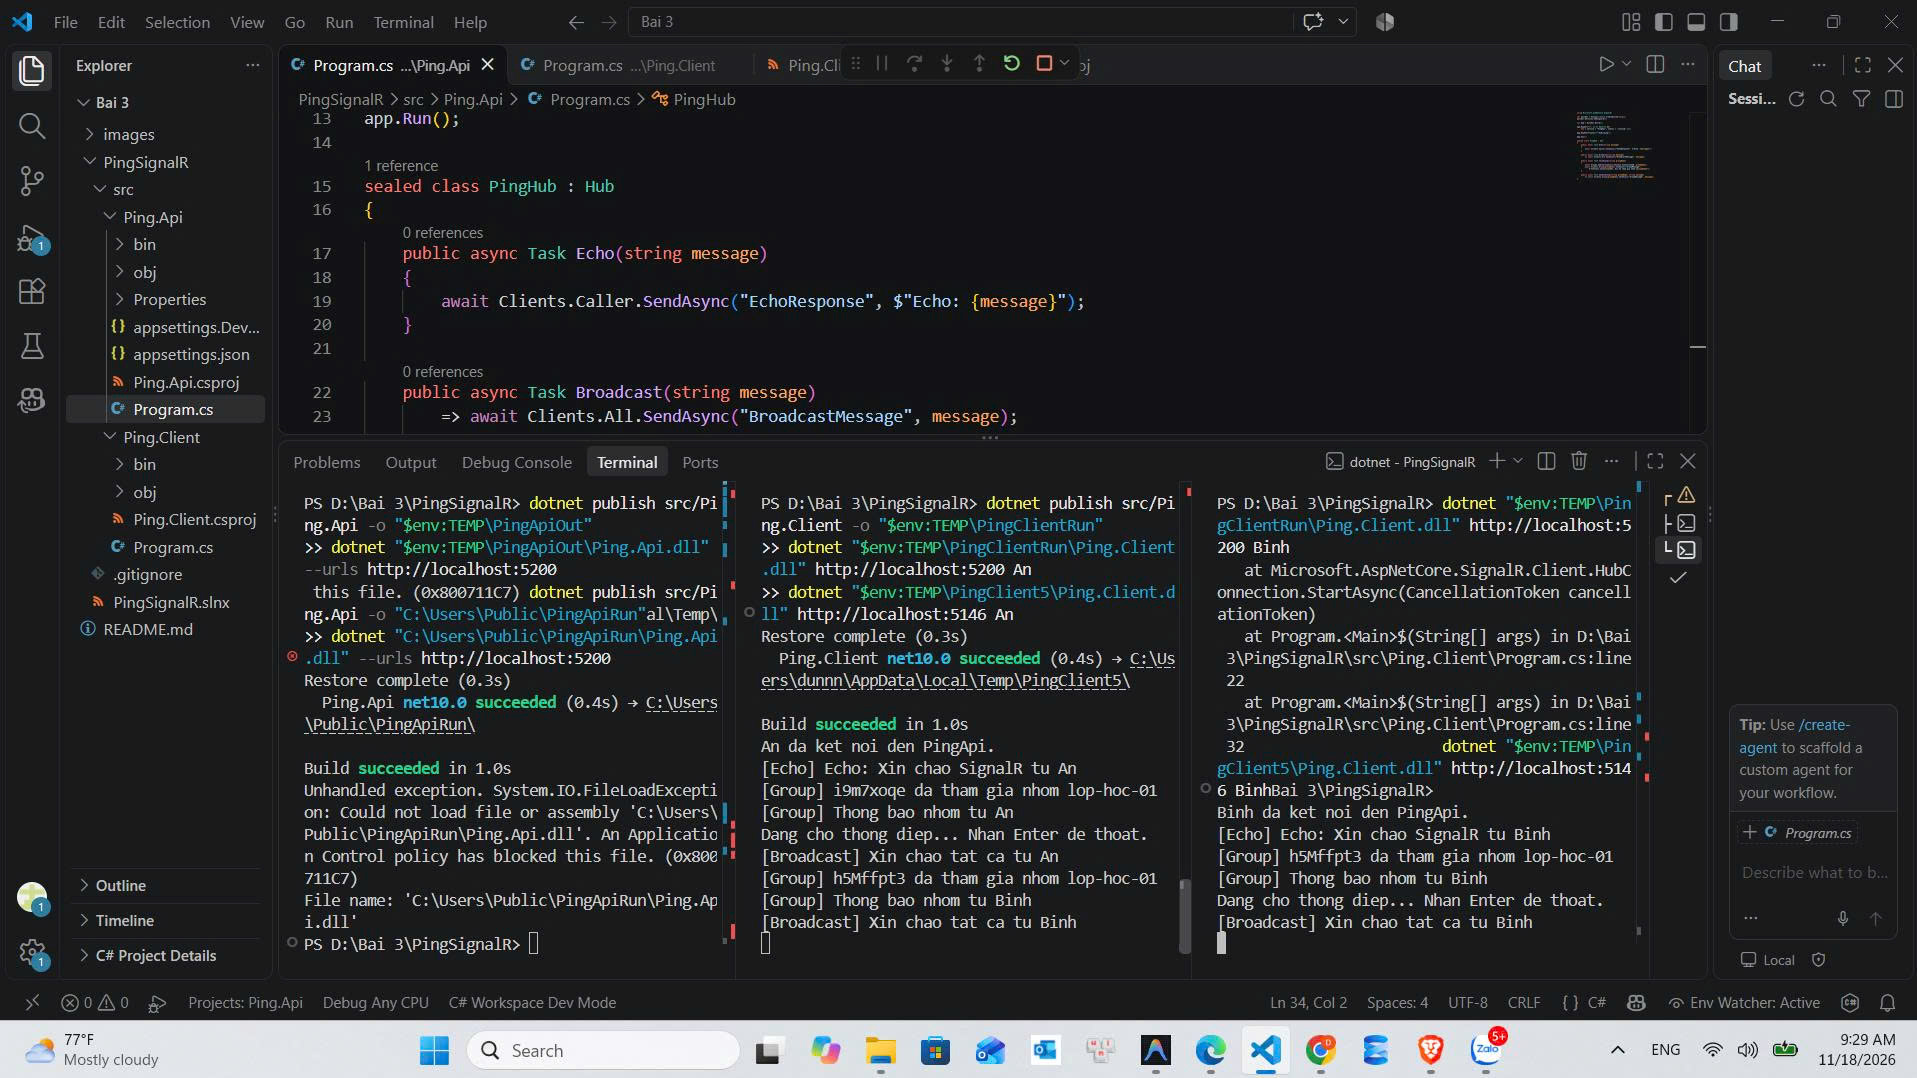 File Edit Selection View Go Run Terminal Help
Bai 3
Explorer
Bai 3
images
PingSignalR
src
Ping.Api
bin
obj
Properties
appsettings.Dev...
appsettings.json
Ping.Api.csproj
Program.cs
Ping.Client
bin
obj
Ping.Client.csproj
Program.cs
.gitignore
PingSignalR.slnx
README.md
Outline
Timeline
C# Project Details
Program.cs ...\Ping.Api
Program.cs ...\Ping.Client
Ping.Cli
oj
PingSignalR > src > Ping.Api > Program.cs > PingHub
13 app.Run();
14
1 reference
15 sealed class PingHub : Hub
16 {
0 references
17 public async Task Echo(string message)
18 {
19 await Clients.Caller.SendAsync("EchoResponse", $"Echo: {message}");
20 }
21
0 references
22 public async Task Broadcast(string message)
23 => await Clients.All.SendAsync("BroadcastMessage", message);
Problems Output Debug Console Terminal Ports
dotnet - PingSignalR
PS D:\Bai 3\PingSignalR> dotnet publish src/Pi
ng.Api -o "$env:TEMP\PingApiOut"
>> dotnet "$env:TEMP\PingApiOut\Ping.Api.dll"
--urls http://localhost:5200
this file. (0x800711C7) dotnet publish src/Pi
ng.Api -o "C:\Users\Public\PingApiRun"al\Temp\
>> dotnet "C:\Users\Public\PingApiRun\Ping.Api
.dll" --urls http://localhost:5200
Restore complete (0.3s)
Ping.Api net10.0 succeeded (0.4s) → C:\Users
\Public\PingApiRun\
Build succeeded in 1.0s
Unhandled exception. System.IO.FileLoadExcepti
on: Could not load file or assembly 'C:\Users\
Public\PingApiRun\Ping.Api.dll'. An Applicatio
n Control policy has blocked this file. (0x800
711C7)
File name: 'C:\Users\Public\PingApiRun\Ping.Ap
i.dll'
PS D:\Bai 3\PingSignalR>
PS D:\Bai 3\PingSignalR> dotnet publish src/Pi
ng.Client -o "$env:TEMP\PingClientRun"
>> dotnet "$env:TEMP\PingClientRun\Ping.Client
.dll" http://localhost:5200 An
>> dotnet "$env:TEMP\PingClient5\Ping.Client.d
ll" http://localhost:5146 An
Restore complete (0.3s)
Ping.Client net10.0 succeeded (0.4s) → C:\Us
ers\dunnn\AppData\Local\Temp\PingClient5\
Build succeeded in 1.0s
An da ket noi den PingApi.
[Echo] Echo: Xin chao SignalR tu An
[Group] i9m7xoqe da tham gia nhom lop-hoc-01
[Group] Thong bao nhom tu An
Dang cho thong diep... Nhan Enter de thoat.
[Broadcast] Xin chao tat ca tu An
[Group] h5Mffpt3 da tham gia nhom lop-hoc-01
[Group] Thong bao nhom tu Binh
[Broadcast] Xin chao tat ca tu Binh
PS D:\Bai 3\PingSignalR> dotnet "$env:TEMP\Pin
gClientRun\Ping.Client.dll" http://localhost:5
200 Binh
at Microsoft.AspNetCore.SignalR.Client.HubC
onnection.StartAsync(CancellationToken cancell
ationToken)
at Program.<Main>$(String[] args) in D:\Bai
3\PingSignalR\src\Ping.Client\Program.cs:line
22
at Program.<Main>$(String[] args) in D:\Bai
3\PingSignalR\src\Ping.Client\Program.cs:line
32 dotnet "$env:TEMP\Pin
gClient5\Ping.Client.dll" http://localhost:514
6 BinhBai 3\PingSignalR>
Binh da ket noi den PingApi.
[Echo] Echo: Xin chao SignalR tu Binh
[Group] h5Mffpt3 da tham gia nhom lop-hoc-01
[Group] Thong bao nhom tu Binh
Dang cho thong diep... Nhan Enter de thoat.
[Broadcast] Xin chao tat ca tu Binh
Chat
Sessi...
Tip: Use /create-
agent to scaffold a
custom agent for
your workflow.
Program.cs
Describe what to b...
Local
0 0 Projects: Ping.Api Debug Any CPU C# Workspace Dev Mode
Ln 34, Col 2 Spaces: 4 UTF-8 CRLF { } C# Env Watcher: Active
77°F
Mostly cloudy
Search
Zalo
5+
ENG
9:29 AM
11/18/2026